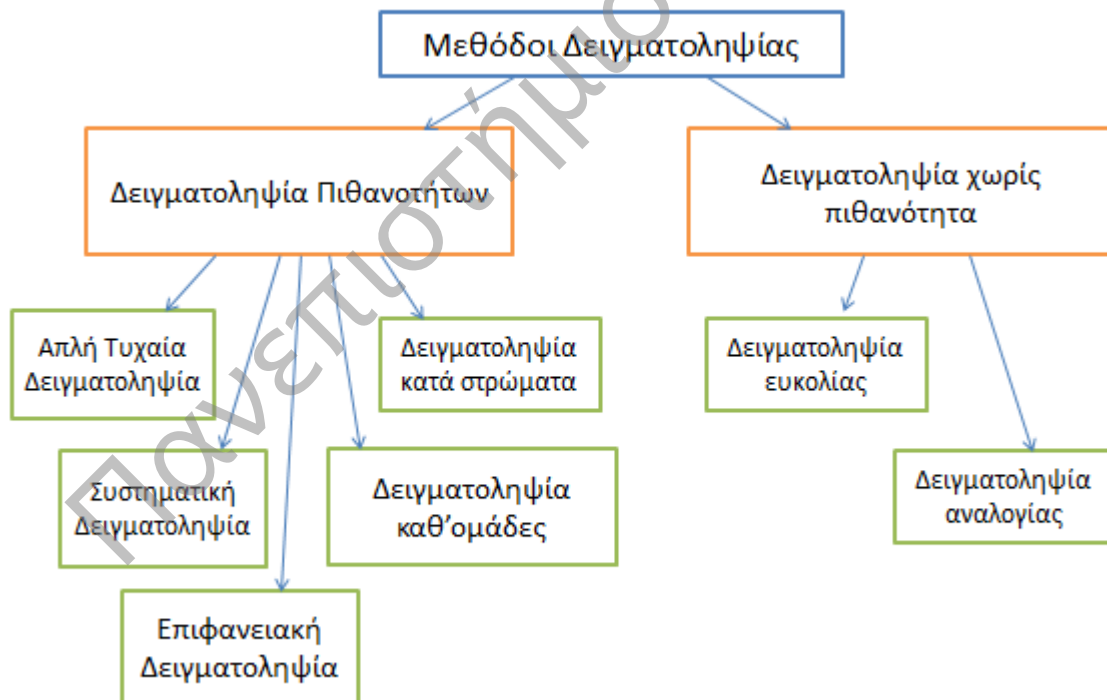 Μεθόδοι Δειγματοληψίας
Δειγματοληψία Πιθανοτήτων
Δειγματοληψία χωρίς
πιθανότητα
Απλή Τυχαία
Δειγματοληψία
Δειγματοληψία
κατά στρώματα
Δειγματοληψία
ευκολίας
Συστηματική
Δειγματοληψία
Δειγματοληψία
καθ'ομάδες
Δειγματοληψία
αναλογίας
Επιφανειακή
Δειγματοληψία
Πανεπιστήμιο